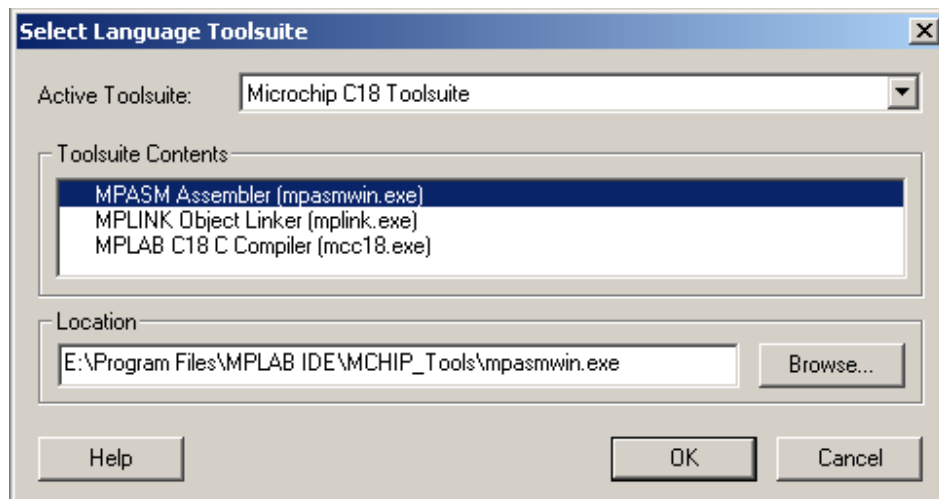 Select Language Toolsuite
Active Toolsuite: Microchip C18 Toolsuite
Toolsuite Contents
MPASM Assembler (mpasmwin.exe)
MPLINK Object Linker (mplink.exe)
MPLAB C18 C Compiler (mcc18.exe)
Location
E:\Program Files\MPLAB IDE\MCHIP_Tools\mpasmwin.exe Browse...
Help OK Cancel